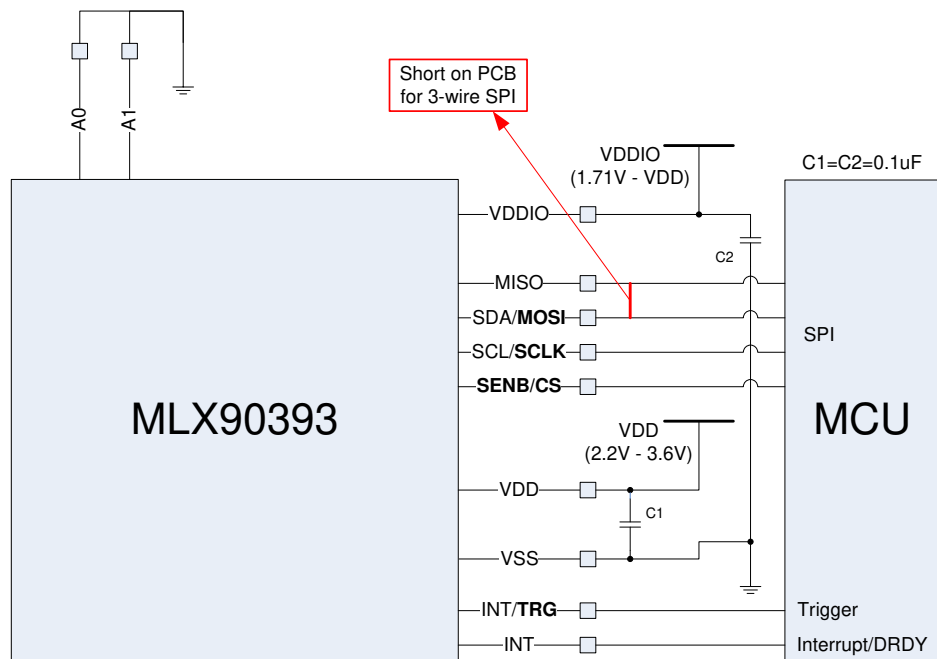 A0
A1
Short on PCB
for 3-wire SPI
VDDIO
(1.71V - VDD)
C1=C2=0.1uF
VDDIO
C2
MISO
SDA/MOSI
SPI
SCL/SCLK
SENB/CS
MLX90393
MCU
VDD
(2.2V - 3.6V)
VDD
C1
VSS
INT/TRG
Trigger
INT
Interrupt/DRDY